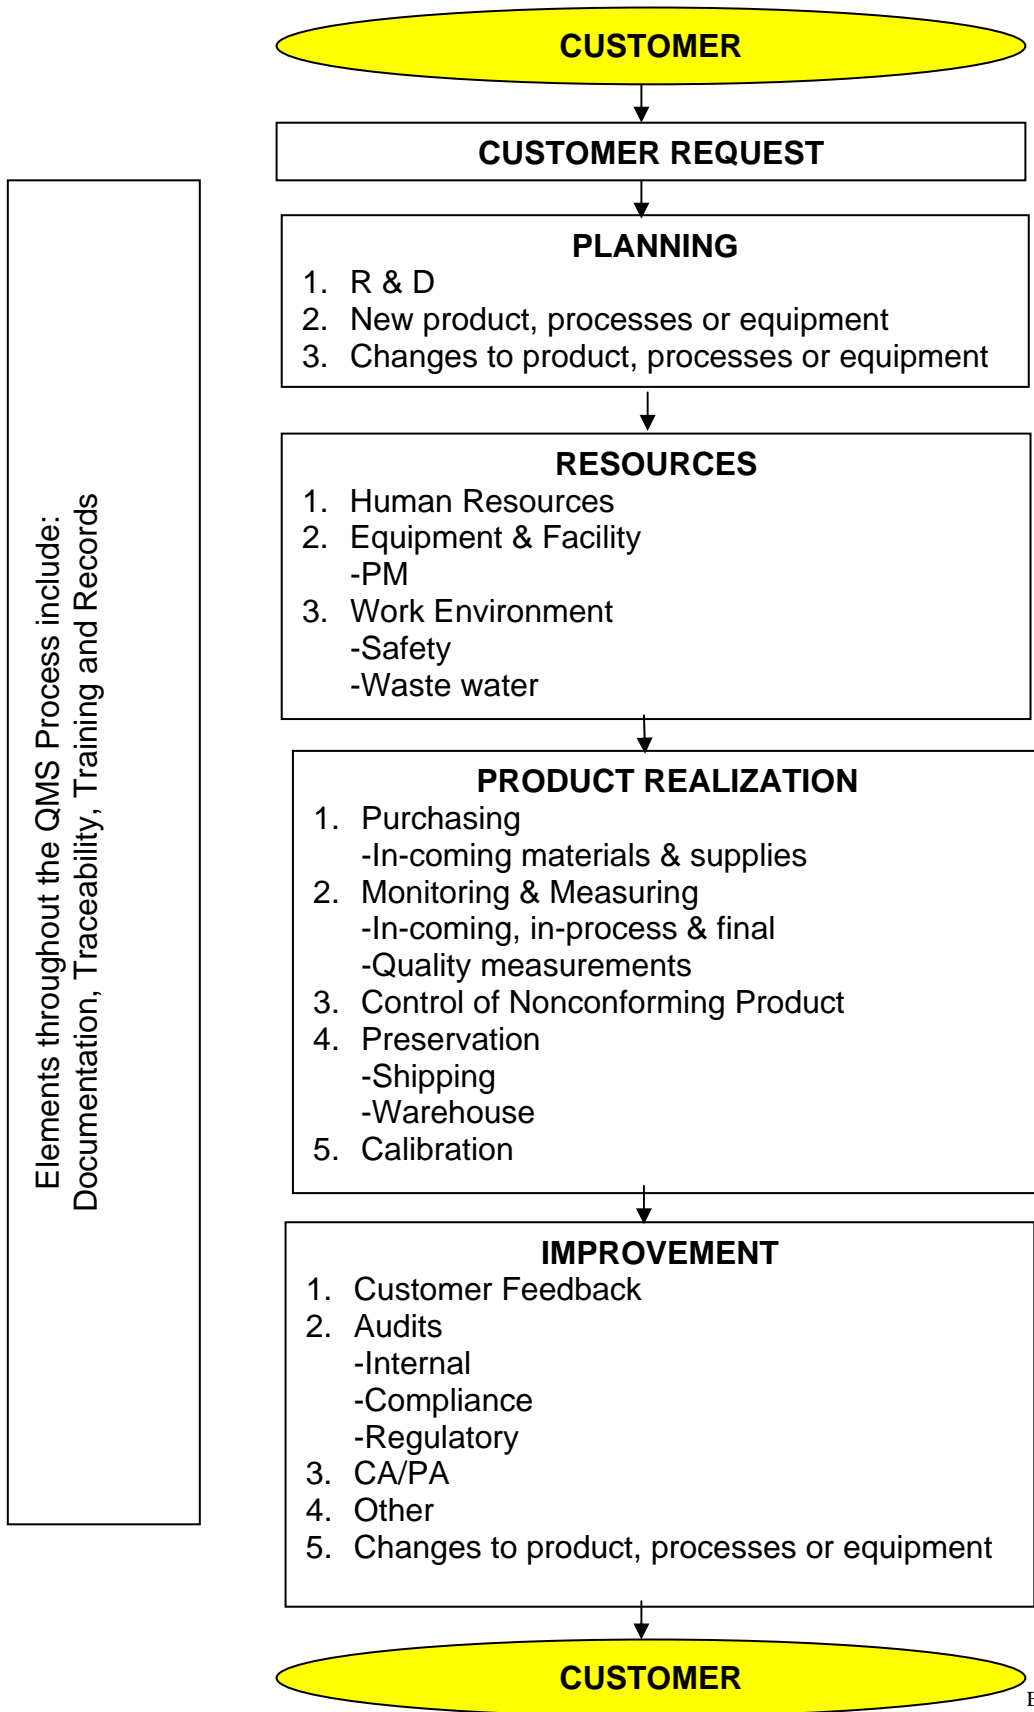 CUSTOMER
CUSTOMER REQUEST
PLANNING
1. R & D
2. New product, processes or equipment
3. Changes to product, processes or equipment
RESOURCES
1. Human Resources
2. Equipment & Facility
-PM
3. Work Environment
-Safety
-Waste water
PRODUCT REALIZATION
1. Purchasing
-In-coming materials & supplies
2. Monitoring & Measuring
-In-coming, in-process & final
-Quality measurements
3. Control of Nonconforming Product
4. Preservation
-Shipping
-Warehouse
5. Calibration
IMPROVEMENT
1. Customer Feedback
2. Audits
-Internal
-Compliance
-Regulatory
3. CA/PA
4. Other
5. Changes to product, processes or equipment
CUSTOMER
Elements throughout the QMS Process include:
Documentation, Traceability, Training and Records